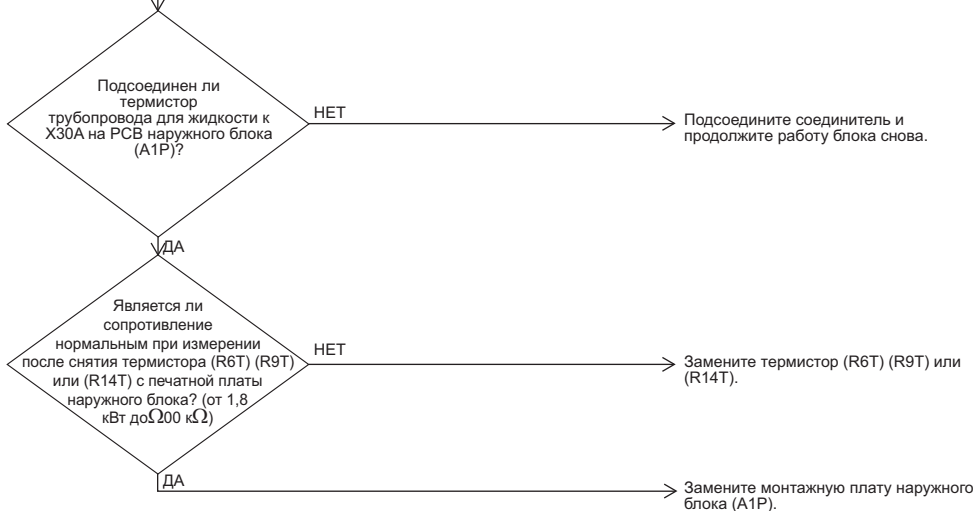 Подсоединен ли
термистор
трубопровода для жидкости к
X30A на PCB наружного блока
(A1P)?
НЕТ
Подсоедините соединитель и
продолжите работу блока снова.
ДА
Является ли
сопротивление
нормальным при измерении
после снятия термистора (R6T) (R9T)
или (R14T) с печатной платы
наружного блока? (от 1,8
кВт доΩ00 кΩ)
НЕТ
Замените термистор (R6T) (R9T) или
(R14T).
ДА
Замените монтажную плату наружного
блока (A1P).